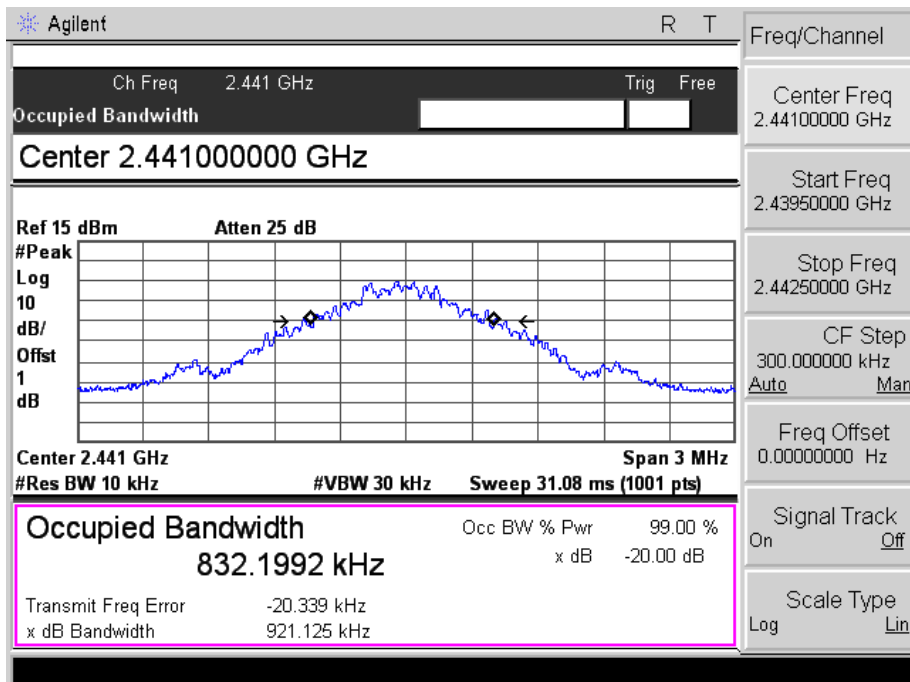 Agilent R T
Ch Freq 2.441 GHz Trig Free
Occupied Bandwidth
Center 2.441000000 GHz
Ref 15 dBm Atten 25 dB
#Peak
Log
10
dB/
Offst
1
dB
Center 2.441 GHz Span 3 MHz
#Res BW 10 kHz #VBW 30 kHz Sweep 31.08 ms (1001 pts)
Occupied Bandwidth
832.1992 kHz
Occ BW % Pwr 99.00 %
x dB -20.00 dB
Transmit Freq Error -20.339 kHz
x dB Bandwidth 921.125 kHz
Freq/Channel
Center Freq
2.44100000 GHz
Start Freq
2.43950000 GHz
Stop Freq
2.44250000 GHz
CF Step
300.000000 kHz
Auto Man
Freq Offset
0.00000000 Hz
Signal Track
On Off
Scale Type
Log Lin